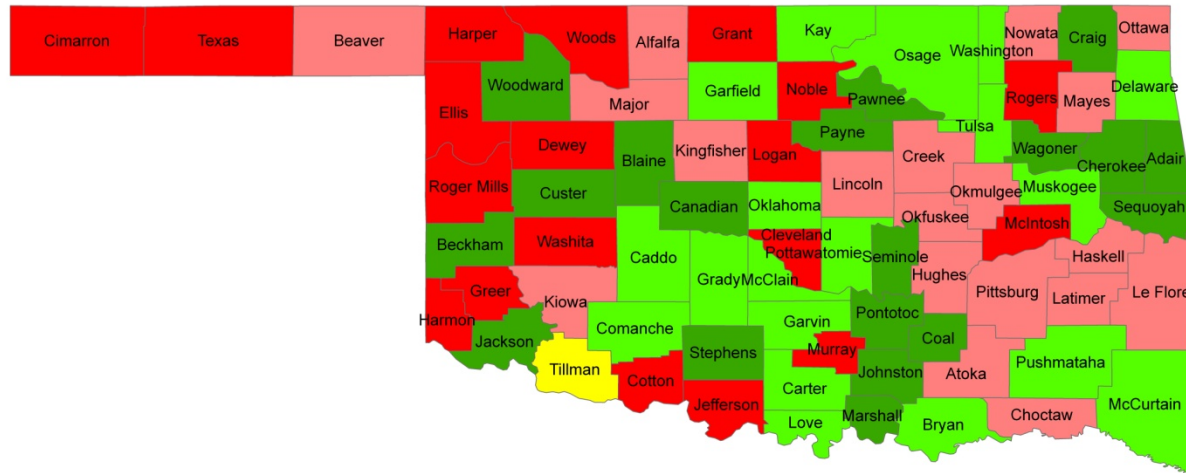 Cimarron
Texas
Beaver
Harper
Woods
Alfalfa
Grant
Kay
Osage
Washington
Nowata
Craig
Ottawa
Woodward
Ellis
Major
Garfield
Noble
Pawnee
Rogers
Mayes
Delaware
Dewey
Blaine
Kingfisher
Logan
Payne
Creek
Tulsa
Wagoner
Cherokee
Adair
Roger Mills
Custer
Canadian
Oklahoma
Lincoln
Okmulgee
Muskogee
Okfuskee
McIntosh
Sequoyah
Beckham
Washita
Caddo
Grady
McClain
Cleveland
Pottawatomie
Seminole
Hughes
Pittsburg
Haskell
Latimer
Le Flore
Harmon
Greer
Kiowa
Jackson
Comanche
Stephens
Garvin
Murray
Pontotoc
Coal
Tillman
Cotton
Jefferson
Carter
Johnston
Atoka
Pushmataha
Love
Marshall
Bryan
Choctaw
McCurtain